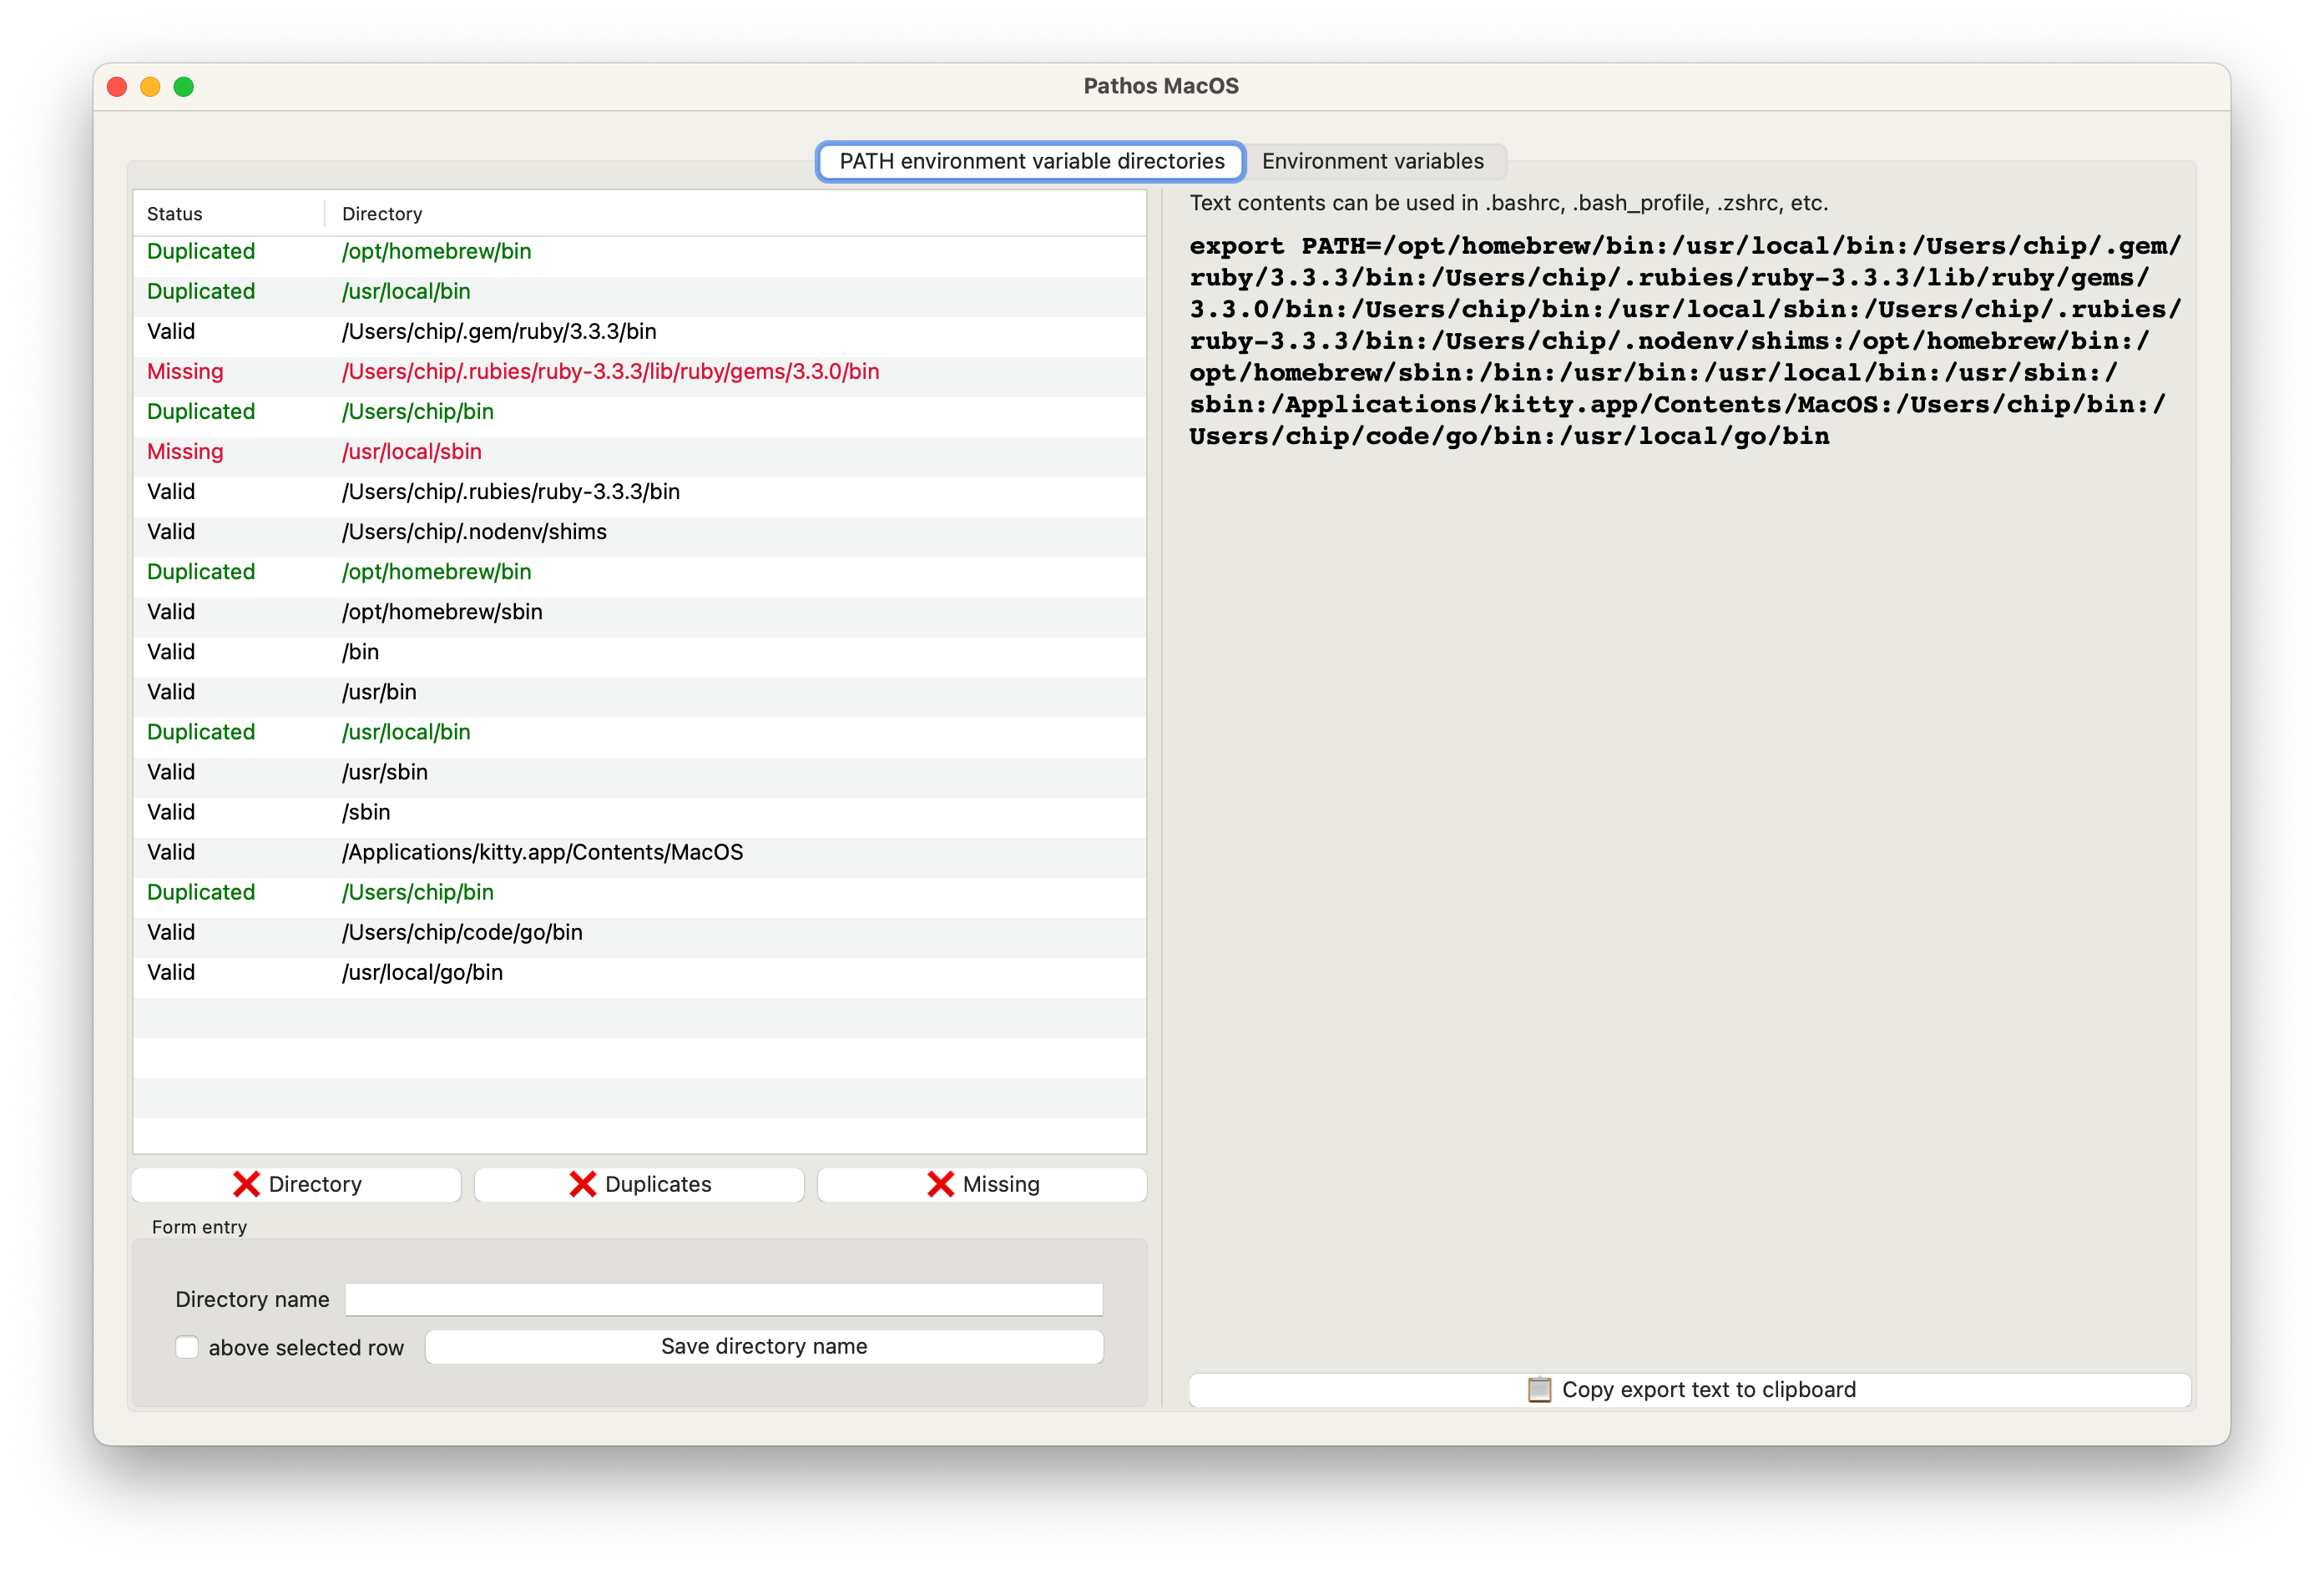 Pathos MacOS
PATH environment variable directories
Environment variables
Status Directory
Duplicated /opt/homebrew/bin
Duplicated /usr/local/bin
Valid /Users/chip/.gem/ruby/3.3.3/bin
Missing /Users/chip/.rubies/ruby-3.3.3/lib/ruby/gems/3.3.0/bin
Duplicated /Users/chip/bin
Missing /usr/local/sbin
Valid /Users/chip/.rubies/ruby-3.3.3/bin
Valid /Users/chip/.nodenv/shims
Duplicated /opt/homebrew/bin
Valid /opt/homebrew/sbin
Valid /bin
Valid /usr/bin
Duplicated /usr/local/bin
Valid /usr/sbin
Valid /sbin
Valid /Applications/kitty.app/Contents/MacOS
Duplicated /Users/chip/bin
Valid /Users/chip/code/go/bin
Valid /usr/local/go/bin
Directory
Duplicates
Missing
Form entry
Directory name
above selected row
Save directory name
Text contents can be used in .bashrc, .bash_profile, .zshrc, etc.
export PATH=/opt/homebrew/bin:/usr/local/bin:/Users/chip/.gem/
ruby/3.3.3/bin:/Users/chip/.rubies/ruby-3.3.3/lib/ruby/gems/
3.3.0/bin:/Users/chip/bin:/usr/local/sbin:/Users/chip/.rubies/
ruby-3.3.3/bin:/Users/chip/.nodenv/shims:/opt/homebrew/bin:/
opt/homebrew/sbin:/bin:/usr/bin:/usr/local/bin:/usr/sbin:/
sbin:/Applications/kitty.app/Contents/MacOS:/Users/chip/bin:/
Users/chip/code/go/bin:/usr/local/go/bin
Copy export text to clipboard